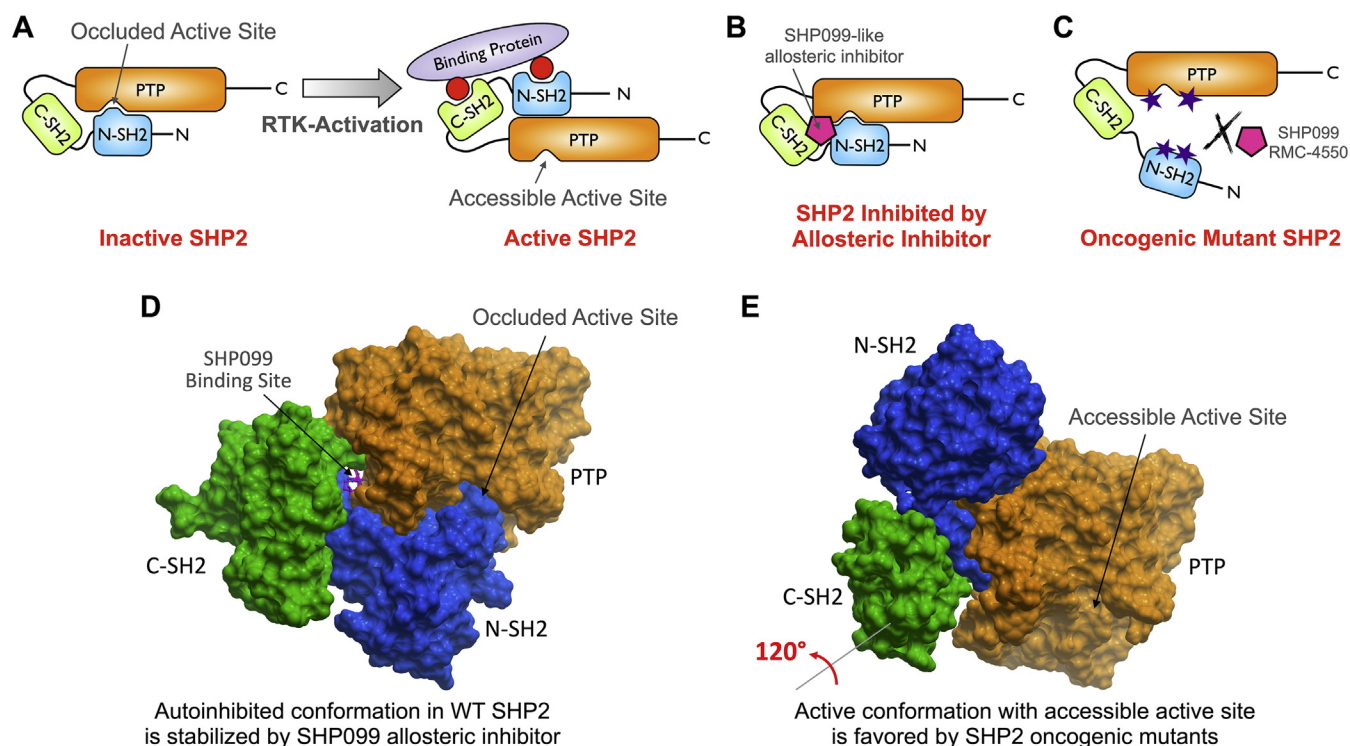 A
Occluded Active Site
PTP
C
C-SH2
N-SH2
N
Inactive SHP2
RTK-Activation
Binding Protein
C-SH2
N-SH2
N
PTP
C
Accessible Active Site
Active SHP2
B
SHP099-like
allosteric inhibitor
PTP
C
C-SH2
N-SH2
N
SHP2 Inhibited by
Allosteric Inhibitor
C
PTP
C
C-SH2
N-SH2
N
SHP099
RMC-4550
Oncogenic Mutant SHP2
D
Occluded Active Site
SHP099
Binding Site
PTP
C-SH2
N-SH2
Autoinhibited conformation in WT SHP2
is stabilized by SHP099 allosteric inhibitor
E
N-SH2
Accessible Active Site
PTP
C-SH2
120°
Active conformation with accessible active site
is favored by SHP2 oncogenic mutants